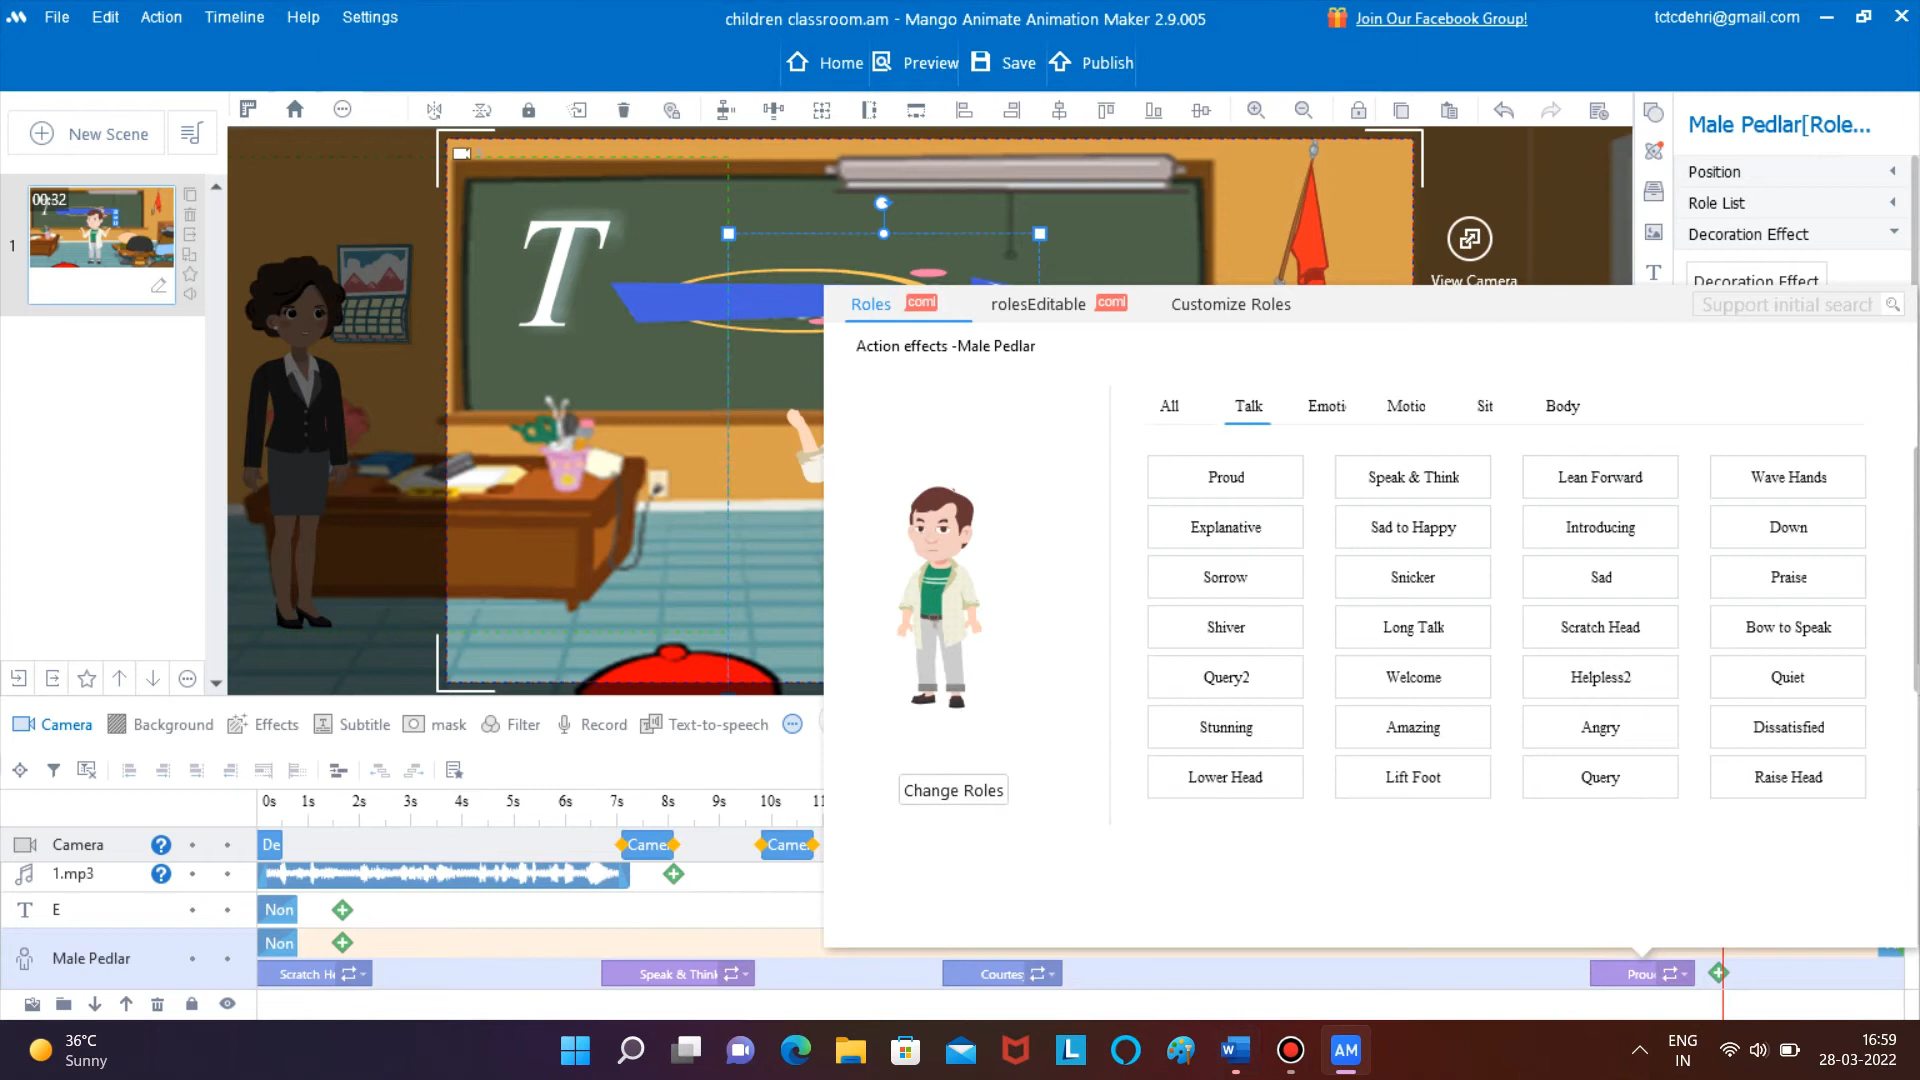 File Edit Action Timeline Help Settings
children classroom.am - Mango Animate Animation Maker 2.9.005
Join Our Facebook Group!
tctcdehri@gmail.com
Home Preview Save Publish
New Scene
Male Pedlar[Role...
Position
Role List
Decoration Effect
Decoration Effect
00:32
1
T
View Camera
T
Roles com! rolesEditable com! Customize Roles
Support initial search
Action effects -Male Pedlar
All Talk Emoti Motio Sit Body
Proud Speak & Think Lean Forward Wave Hands
Explanative Sad to Happy Introducing Down
Sorrow Snicker Sad Praise
Shiver Long Talk Scratch Head Bow to Speak
Query2 Welcome Helpless2 Quiet
Stunning Amazing Angry Dissatisfied
Lower Head Lift Foot Query Raise Head
Change Roles
Camera Background Effects Subtitle mask Filter Record Text-to-speech
0s 1s 2s 3s 4s 5s 6s 7s 8s 9s 10s 11
Camera ? De Came Came
1.mp3 ?
T E Non
Non
Male Pedlar
Scratch He Speak & Think Courtes Prou
36°C
Sunny
AM
ENG
IN
16:59
28-03-2022